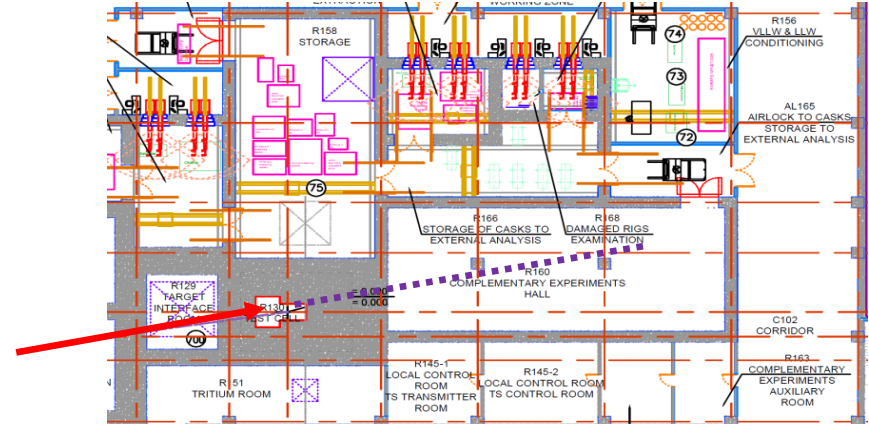 EXTRACTION
WORKING ZONE
R158
STORAGE
74
R156
VLLW & LLW
CONDITIONING
73
AL165
AIRLOCK TO CASKS
STORAGE TO
EXTERNAL ANALYSIS
72
75
R166
STORAGE OF CASKS TO
EXTERNAL ANALYSIS
R168
DAMAGED RIGS
EXAMINATION
R160
COMPLEMENTARY EXPERIMENTS
HALL
R129
TARGET
INTERFACE
ROOM
R130
TEST CELL
= 0.000
= 0.000
700
C102
CORRIDOR
R151
TRITIUM ROOM
R145-1
LOCAL CONTROL
ROOM
TS TRANSMITTER
ROOM
R145-2
LOCAL CONTROL ROOM
TS CONTROL ROOM
R163
COMPLEMENTARY
EXPERIMENTS
AUXILIARY
ROOM